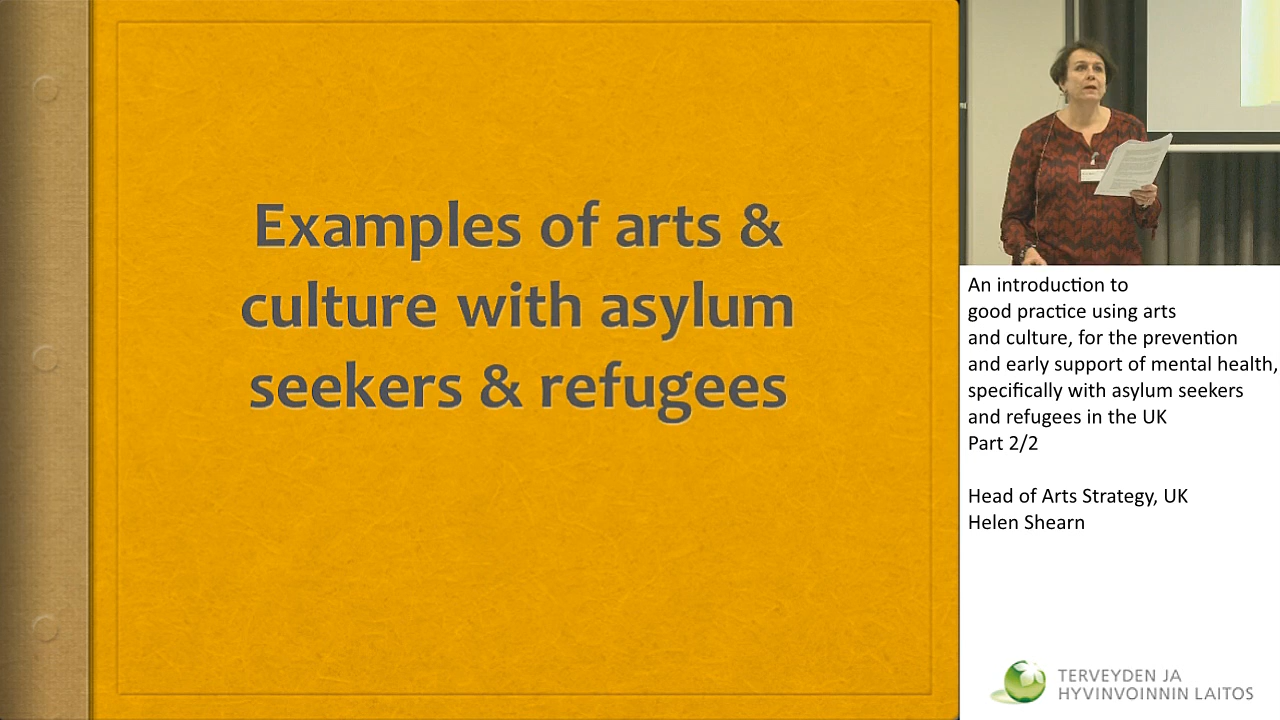 Examples of arts &
culture with asylum
seekers & refugees
An introduction to
good practice using arts
and culture, for the prevention
and early support of mental health,
specifically with asylum seekers
and refugees in the UK
Part 2/2
Head of Arts Strategy, UK
Helen Shearn
TERVEYDEN JA
HYVINVOINNIN LAITOS